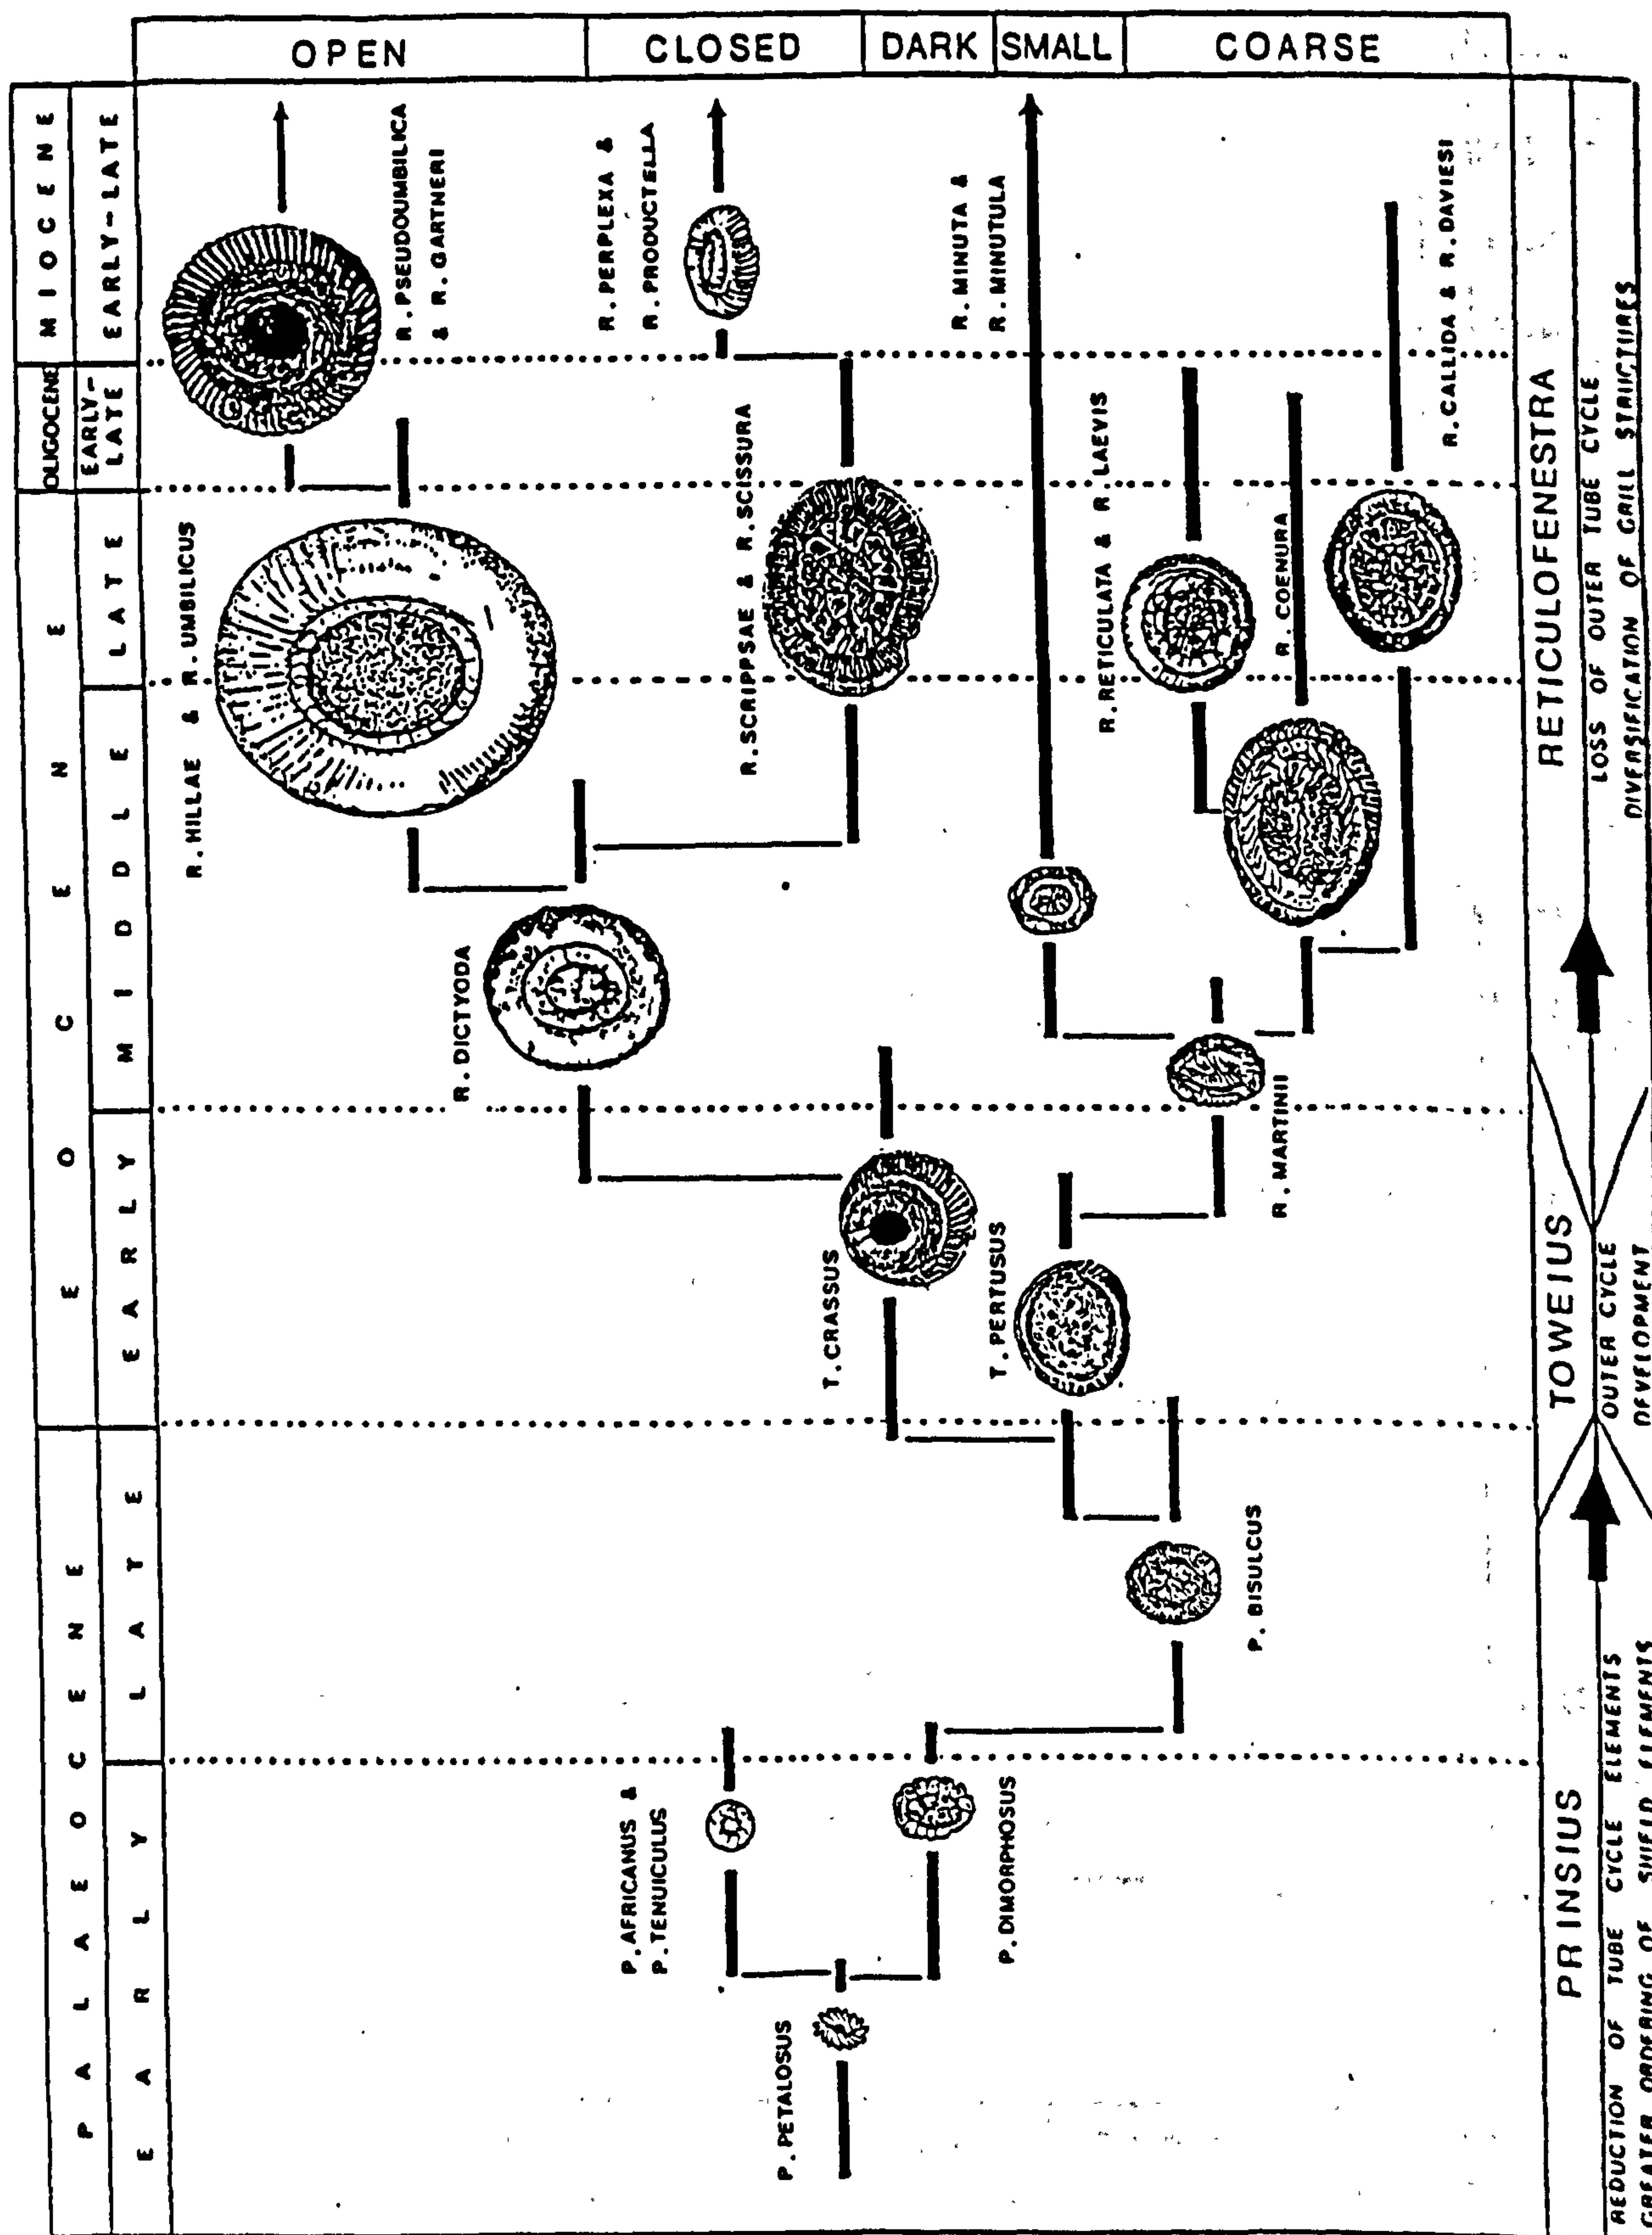 OPEN
CLOSED
DARK
SMALL
COARSE
MIOCENE
EARLY-LATE
OLIGOCENE
EARLY-
LATE
EOCENE
LATE
MIDDLE
EARLY
PALAEOCENE
LATE
EARLY
R.PSEUDOUMBILICA
& R.GARTNERI
R.PERPLEXA &
R.PRODUCTELLA
R.MINUTA &
R.MINUTULA
R.CALLIDA & R.DAVIESI
R.HILLAE & R.UMBILICUS
R.SCRIPPSAE & R.SCISSURA
R.RETICULATA & R.LAEVIS
R.COENURA
R.DICTYODA
R.MARTINII
T.CRASSUS
T.PERTUSUS
P.BISULCUS
P.AFRICANUS &
P.TENUICULUS
P.DIMORPHOSUS
P.PETALOSUS
RETICULOFENESTRA
LOSS OF OUTER TUBE CYCLE
DIVERSIFICATION OF GRILL STRUCTURES
TOWEIUS
OUTER CYCLE
DEVELOPMENT
PRINSIUS
REDUCTION OF TUBE CYCLE ELEMENTS
GREATER ORDERING OF SHIELD ELEMENTS